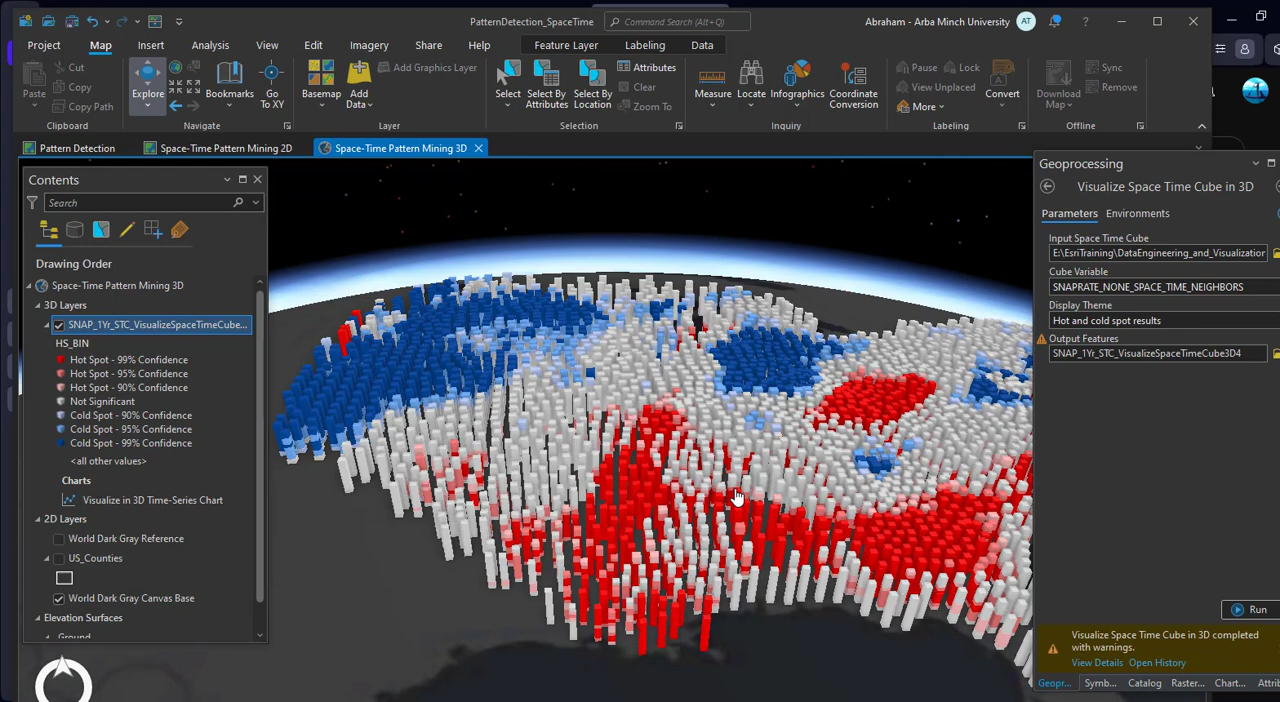 PatternDetection_SpaceTime
Command Search (Alt+Q)
Abraham - Arba Minch University
AT
Project
Map
Insert
Analysis
View
Edit
Imagery
Share
Help
Feature Layer
Labeling
Data
Paste
Cut
Copy
Copy Path
Clipboard
Explore
Bookmarks
Go
To XY
Navigate
Basemap
Add
Data
Add Graphics Layer
Layer
Select
Select By
Attributes
Select By
Location
Attributes
Clear
Zoom To
Selection
Measure
Locate
Infographics
Coordinate
Conversion
Inquiry
Pause
Lock
View Unplaced
More
Labeling
Convert
Download
Map
Sync
Remove
Offline
Pattern Detection
Space-Time Pattern Mining 2D
Space-Time Pattern Mining 3D
Contents
Search
Drawing Order
Space-Time Pattern Mining 3D
3D Layers
SNAP_1Yr_STC_VisualizeSpaceTimeCube...
HS_BIN
Hot Spot - 99% Confidence
Hot Spot - 95% Confidence
Hot Spot - 90% Confidence
Not Significant
Cold Spot - 90% Confidence
Cold Spot - 95% Confidence
Cold Spot - 99% Confidence
<all other values>
Charts
Visualize in 3D Time-Series Chart
2D Layers
World Dark Gray Reference
US_Counties
World Dark Gray Canvas Base
Elevation Surfaces
Ground
Geoprocessing
Visualize Space Time Cube in 3D
Parameters
Environments
Input Space Time Cube
E:\EsriTraining\DataEngineering_and_Visualization
Cube Variable
SNAPRATE_NONE_SPACE_TIME_NEIGHBORS
Display Theme
Hot and cold spot results
Output Features
SNAP_1Yr_STC_VisualizeSpaceTimeCube3D4
Run
Visualize Space Time Cube in 3D completed
with warnings.
View Details
Open History
Geopr...
Symb...
Catalog
Raster...
Chart...